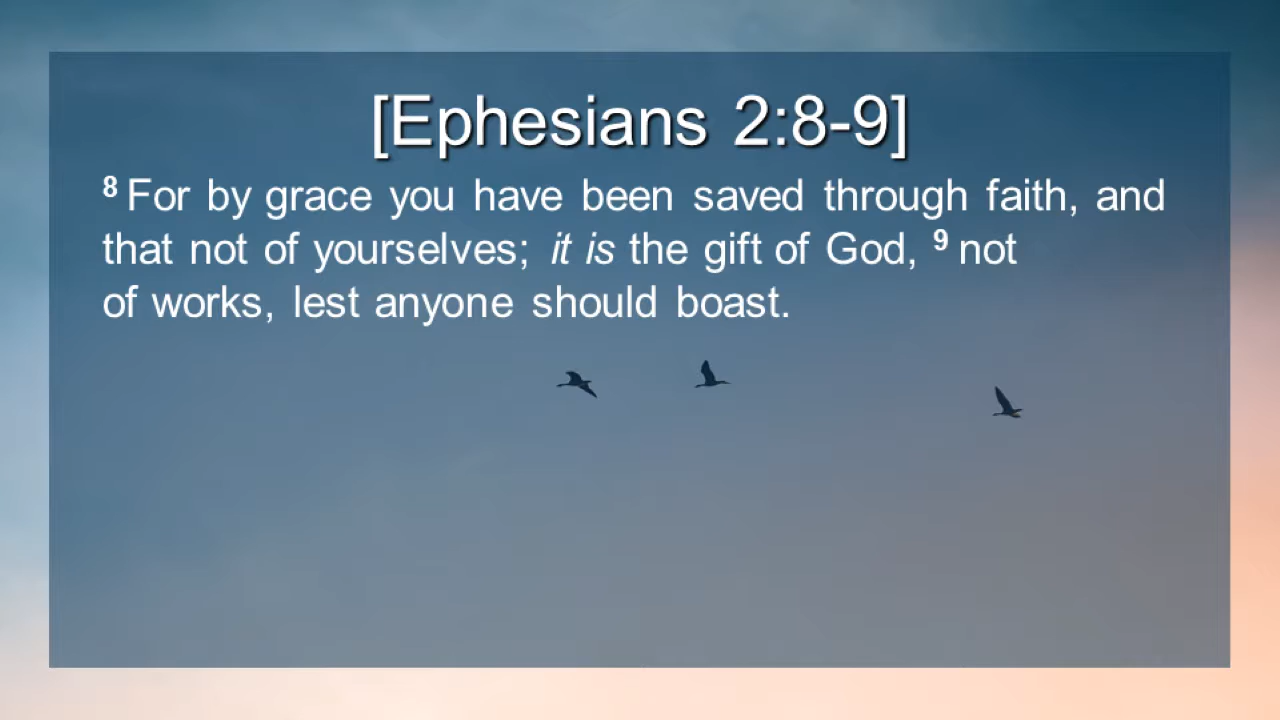 [Ephesians 2:8-9]
8 For by grace you have been saved through faith, and
that not of yourselves; it is the gift of God, 9 not
of works, lest anyone should boast.